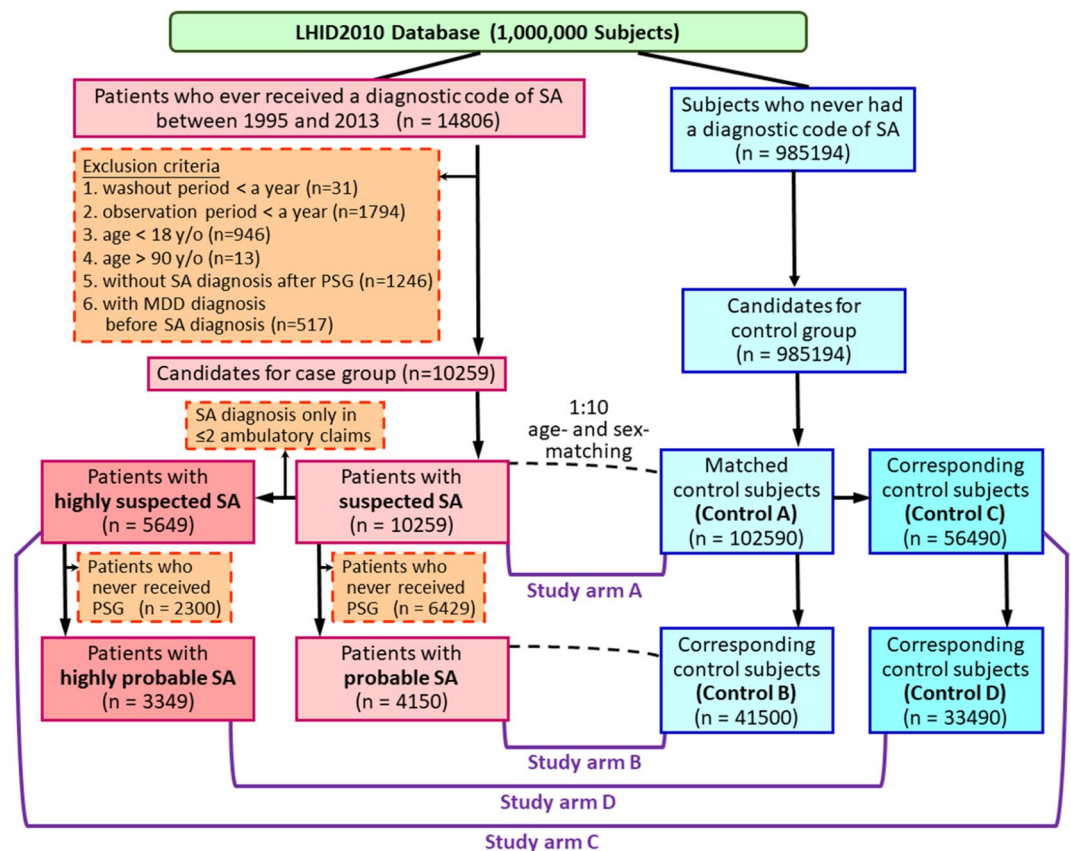 LHID2010 Database (1,000,000 Subjects)
Patients who ever received a diagnostic code of SA
between 1995 and 2013 (n = 14806)
Subjects who never had
a diagnostic code of SA
(n = 985194)
Exclusion criteria
1. washout period < a year (n=31)
2. observation period < a year (n=1794)
3. age < 18 y/o (n=946)
4. age > 90 y/o (n=13)
5. without SA diagnosis after PSG (n=1246)
6. with MDD diagnosis
before SA diagnosis (n=517)
Candidates for
control group
(n = 985194)
Candidates for case group (n=10259)
SA diagnosis only in
≤2 ambulatory claims
1:10
age- and sex-
matching
Patients with
highly suspected SA
(n = 5649)
Patients with
suspected SA
(n = 10259)
Matched
control subjects
(Control A)
(n = 102590)
Corresponding
control subjects
(Control C)
(n = 56490)
Patients who
never received
PSG (n = 2300)
Patients who
never received
PSG (n = 6429)
Study arm A
Patients with
highly probable SA
(n = 3349)
Patients with
probable SA
(n = 4150)
Corresponding
control subjects
(Control B)
(n = 41500)
Corresponding
control subjects
(Control D)
(n = 33490)
Study arm B
Study arm D
Study arm C